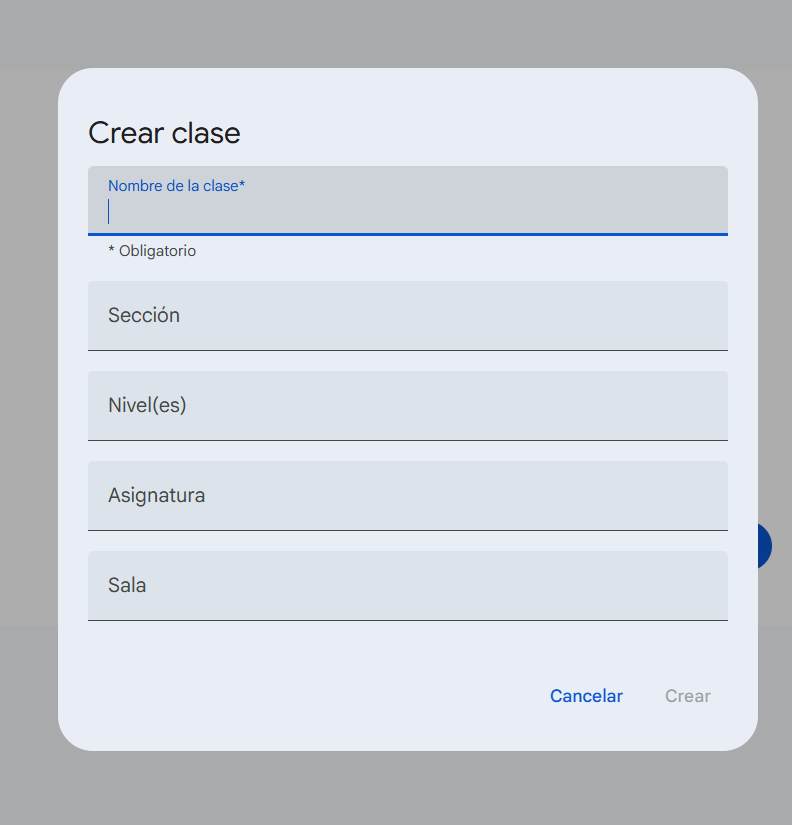 Crear clase
Nombre de la clase*
* Obligatorio
Sección
Nivel(es)
Asignatura
Sala
Cancelar Crear